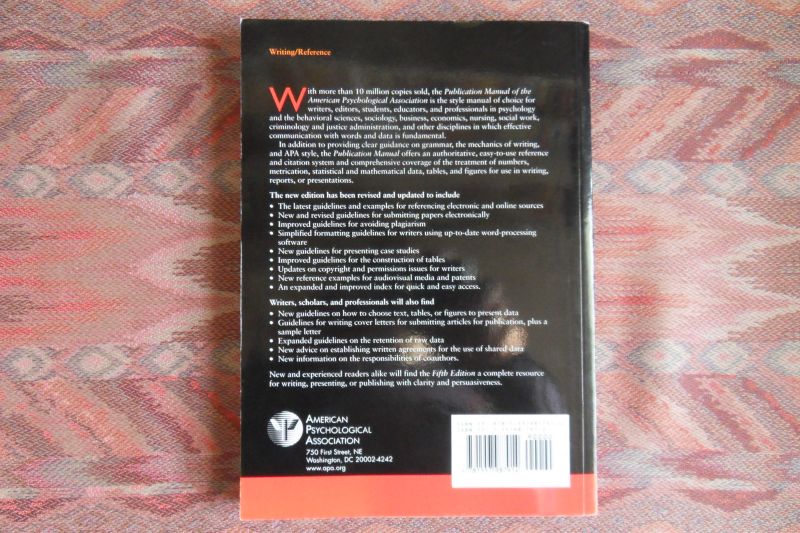 Writing/Reference
With more than 10 million copies sold, the Publication Manual of the
American Psychological Association is the style manual of choice for
writers, editors, students, educators, and professionals in psychology
and the behavioral sciences, sociology, business, economics, nursing, social work,
criminology and justice administration, and other disciplines in which effective
communication with words and data is fundamental.
In addition to providing clear guidance on grammar, the mechanics of writing,
and APA style, the Publication Manual offers an authoritative, easy-to-use reference
and citation system and comprehensive coverage of the treatment of numbers,
metrication, statistical and mathematical data, tables, and figures for use in writing,
reports, or presentations.
The new edition has been revised and updated to include
• The latest guidelines and examples for referencing electronic and online sources
• New and revised guidelines for submitting papers electronically
• Improved guidelines for avoiding plagiarism
• Simplified formatting guidelines for writers using up-to-date word-processing
software
• New guidelines for presenting case studies
• Improved guidelines for the construction of tables
• Updates on copyright and permissions issues for writers
• New reference examples for audiovisual media and patents
• An expanded and improved index for quick and easy access.
Writers, scholars, and professionals will also find
• New guidelines on how to choose text, tables, or figures to present data
• Guidelines for writing cover letters for submitting articles for publication, plus a
sample letter
• Expanded guidelines on the retention of raw data
• New advice on establishing written agreements for the use of shared data
• New information on the responsibilities of coauthors.
New and experienced readers alike will find the Fifth Edition a complete resource
for writing, presenting, or publishing with clarity and persuasiveness.
AMERICAN
PSYCHOLOGICAL
ASSOCIATION
750 First Street, NE
Washington, DC 20002-4242
www.apa.org